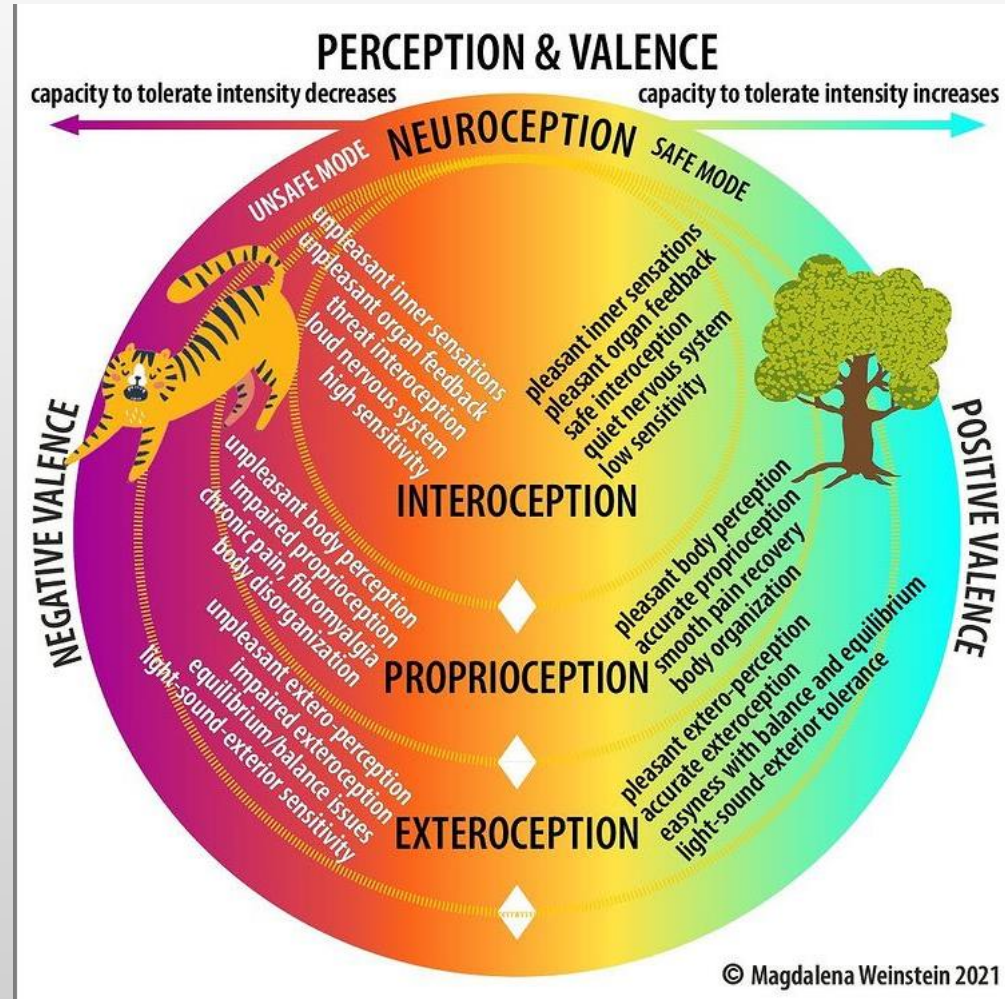 PERCEPTION & VALENCE
capacity to tolerate intensity decreases
capacity to tolerate intensity increases
NEUROCEPTION
UNSAFE MODE
SAFE MODE
unpleasant inner sensations
unpleasant organ feedback
threat interoception
loud nervous system
high sensitivity
pleasant inner sensations
pleasant organ feedback
safe interoception
quiet nervous system
low sensitivity
INTEROCEPTION
NEGATIVE VALENCE
POSITIVE VALENCE
unpleasant body perception
impaired proprioception
chronic pain, fibromyalgia
body disorganization
pleasant body perception
accurate proprioception
smooth pain recovery
body organization
PROPRIOCEPTION
unpleasant extero-perception
impaired exteroception
equilibrium/balance issues
light-sound-exterior sensitivity
pleasant extero-perception
accurate exteroception
easyness with balance and equilibrium
light-sound-exterior tolerance
EXTEROCEPTION
© Magdalena Weinstein 2021